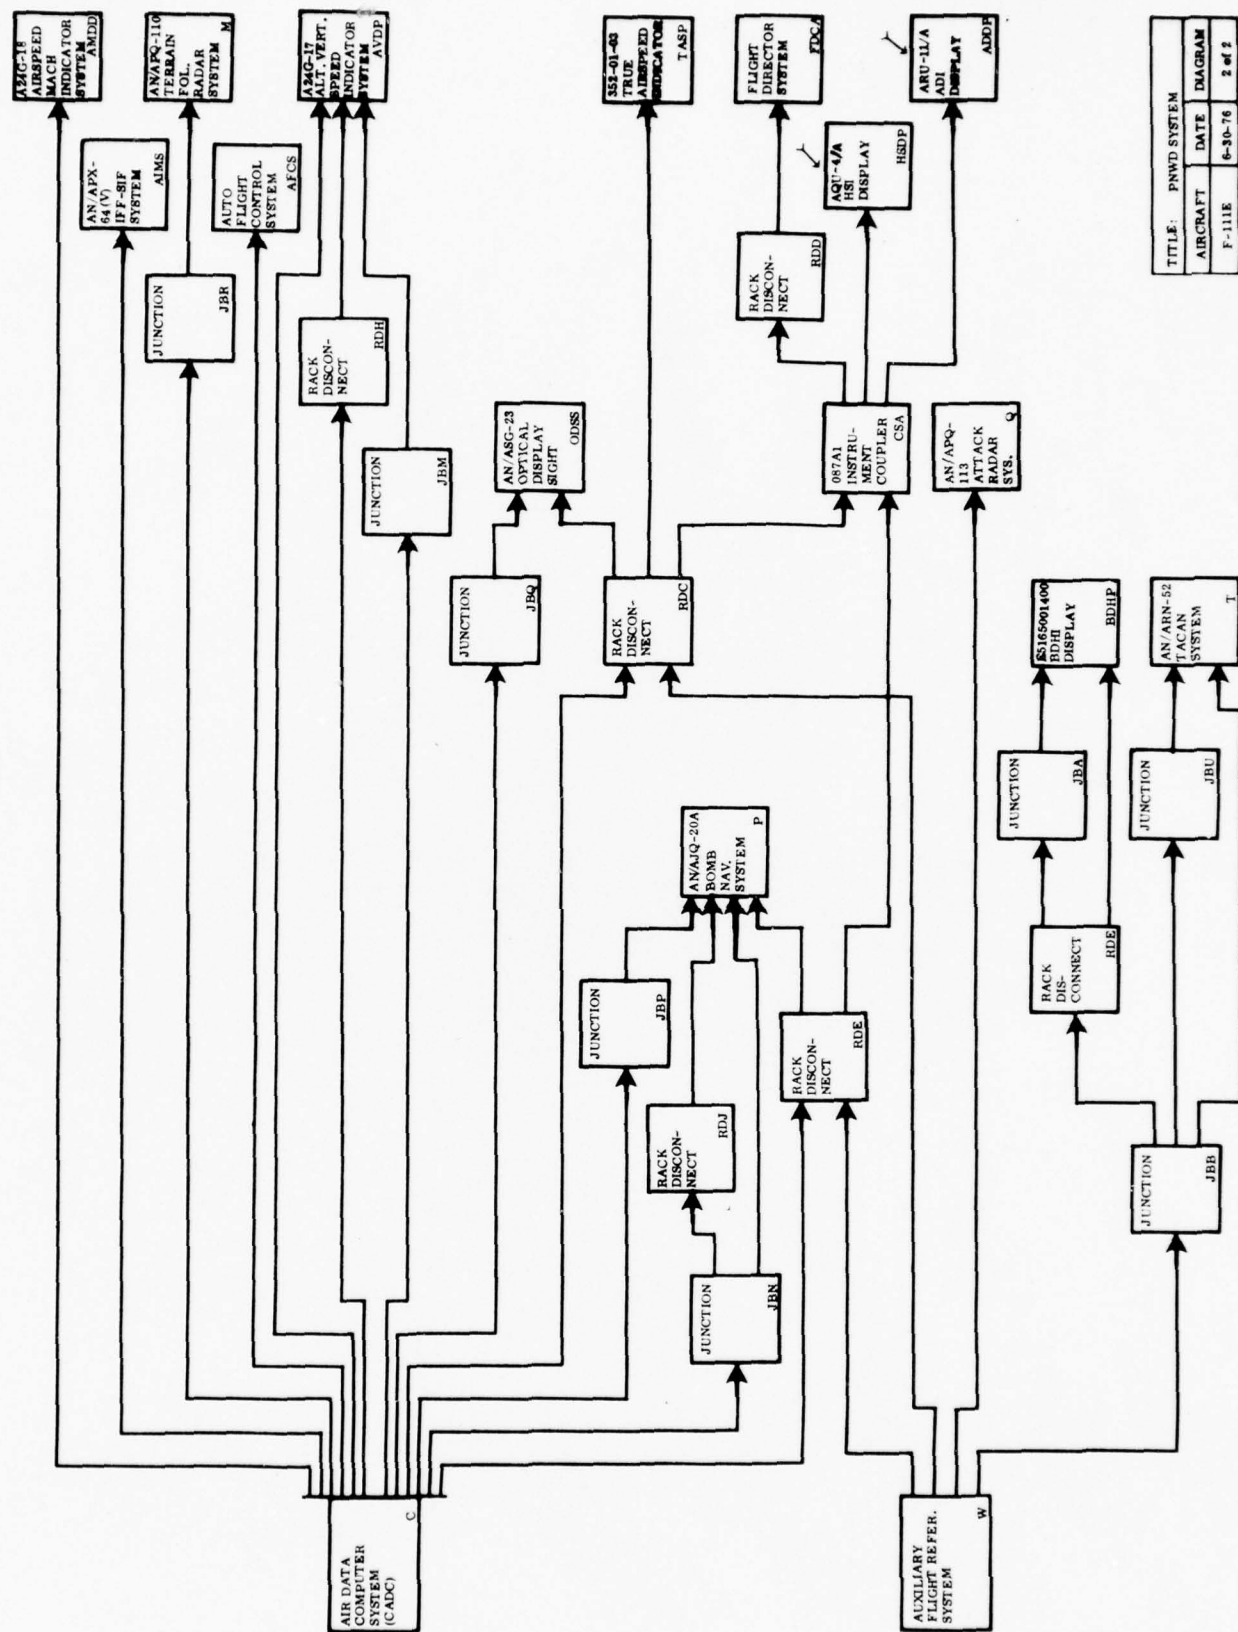 A24G-18
AIRSPEED
MACH
INDICATOR
SYSTEM
AMDD
AN/APQ-110
TERRAIN
FOL.
RADAR
SYSTEM
M
A24G-17
ALT. VERT.
SPEED
INDICATOR
SYSTEM
AVDP
352-01-03
TRUE
AIRSPEED
INDICATOR
TASP
FLIGHT
DIRECTOR
SYSTEM
FDCA
ARU-11/A
ADI
DISPLAY
ADDP
AN/APX-
64(V)
IFF-SIF
SYSTEM
AIMS
AUTO
FLIGHT
CONTROL
SYSTEM
AFCS
AQU-4/A
HSI
DISPLAY
HSDP
TITLE: PNWD SYSTEM
AIRCRAFT DATE DIAGRAM
F-111E 6-30-76 2 of 2
JUNCTION
JBR
RACK
DISCON-
NECT
RDH
RACK
DISCON-
NECT
RDD
JUNCTION
JBM
AN/ASG-23
OPTICAL
DISPLAY
SIGHT
ODSS
087A1
INSTRU-
MENT
COUPLER
CSA
AN/APQ-
113
ATTACK
RADAR
SYS.
Q
JUNCTION
JBQ
RACK
DISCON-
NECT
RDC
E5165001400
BDHI
DISPLAY
BDHP
AN/ARN-52
TACAN
SYSTEM
T
JUNCTION
JBA
JUNCTION
JBU
AN/AJQ-20A
BOMB
NAV.
SYSTEM
P
JUNCTION
JBP
RACK
DISCON-
NECT
RDE
RACK
DIS-
CONNECT
RDE
RACK
DISCON-
NECT
RDJ
JUNCTION
JBB
JUNCTION
JBN
AIR DATA
COMPUTER
SYSTEM
(CADC)
C
AUXILIARY
FLIGHT REFER.
SYSTEM
W